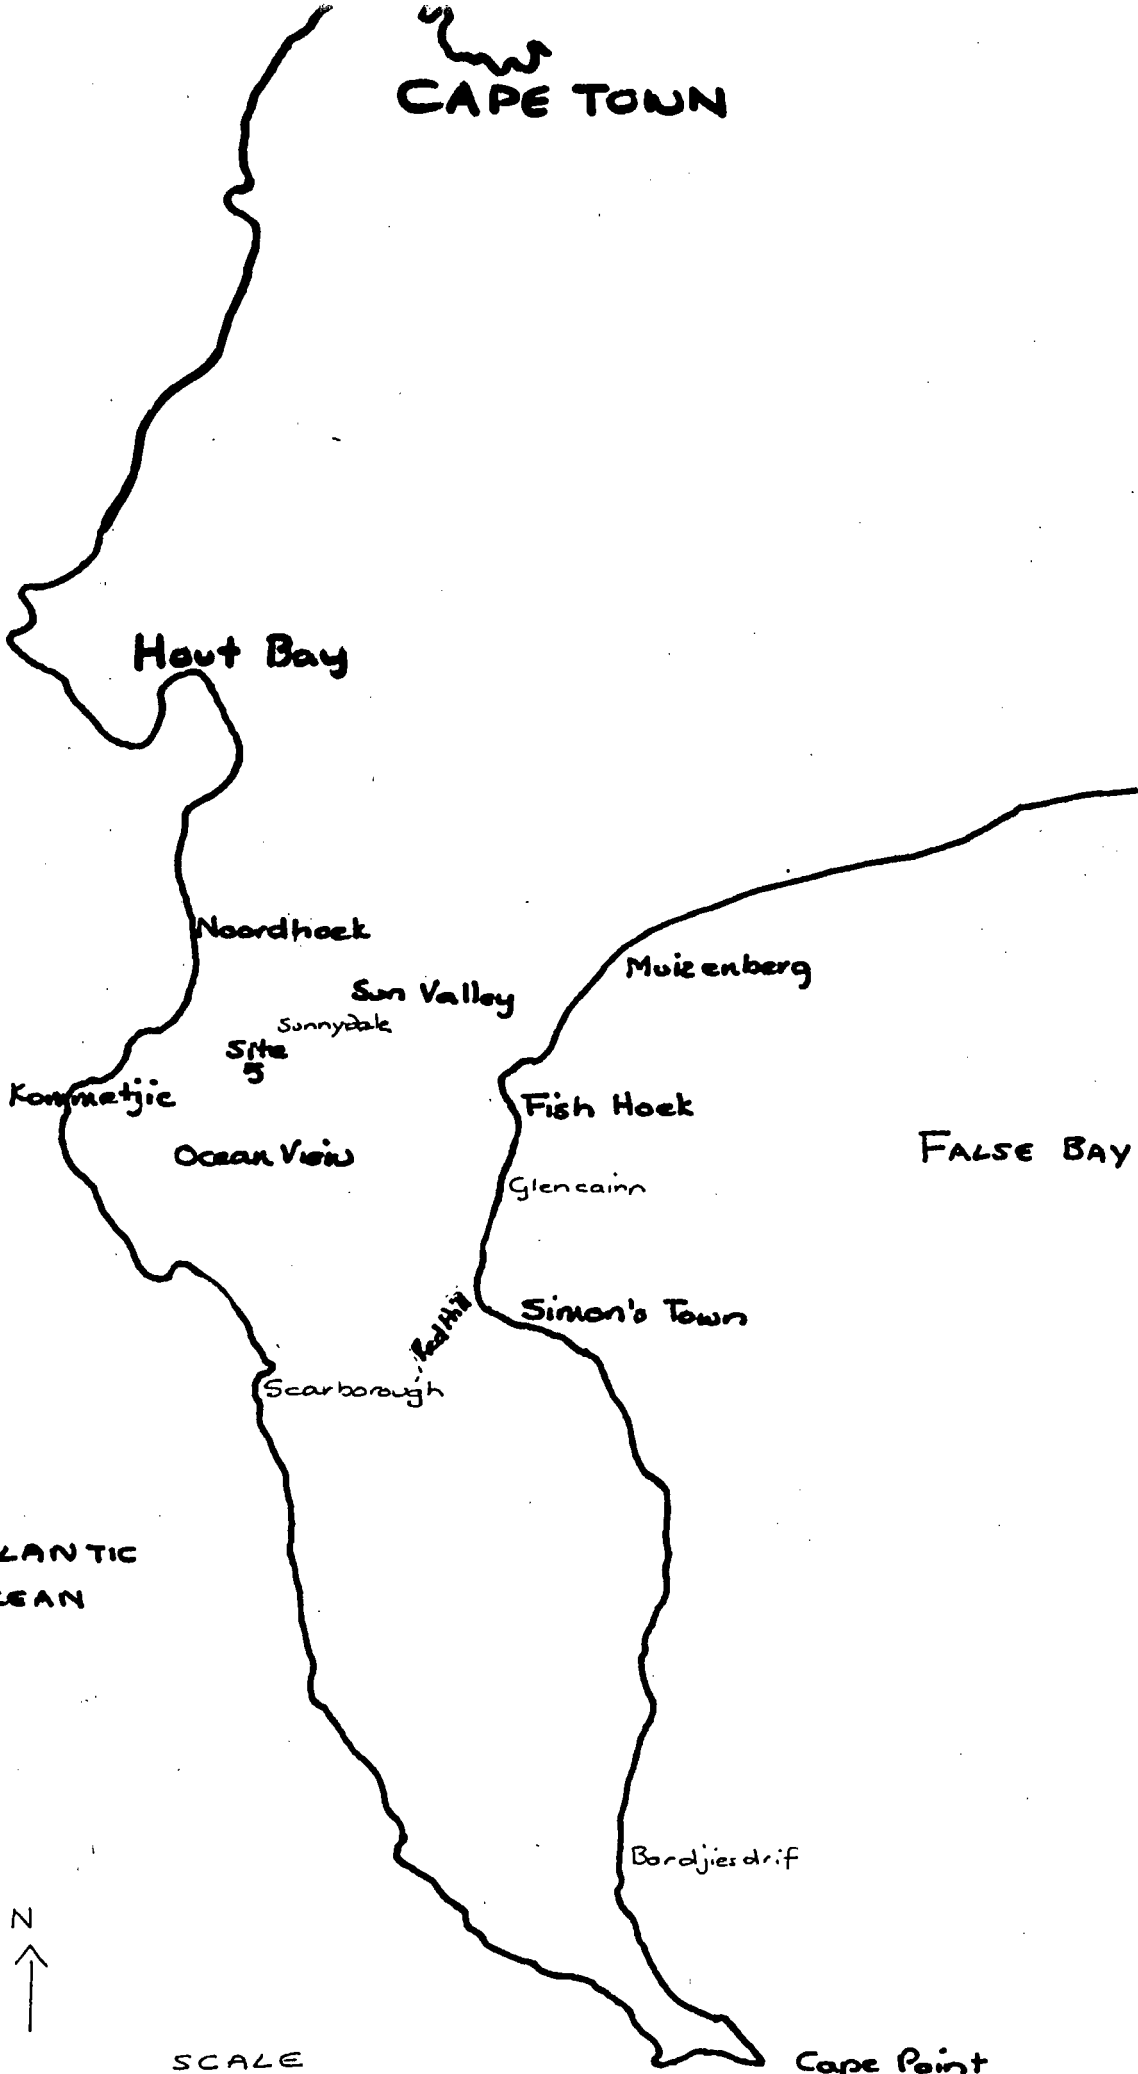 CAPE TOWN
Hout Bay
Noordhoek
Muizenberg
Sun Valley
Sunnydale
Site
5
Kommetjie
Fish Hoek
Ocean View
FALSE BAY
Glencairn
Red Hill
Simon's Town
Scarborough
LANTIC
EAN
Bordjiesdrif
N
SCALE
Cape Point